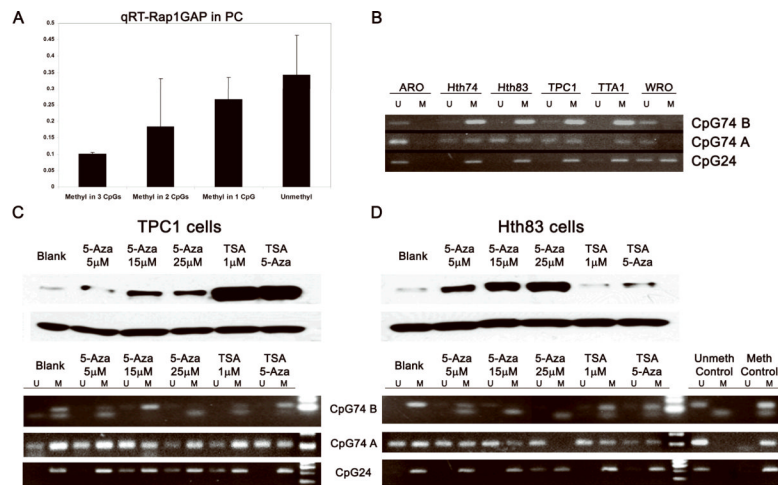 A
qRT-Rap1GAP in PC
0.5
0.45
0.4
0.35
0.3
0.25
0.2
0.15
0.1
0.05
0
Methyl in 3 CpGs Methyl in 2 CpGs Methyl in 1 CpG Unmethyl
B
ARO Hth74 Hth83 TPC1 TTA1 WRO
U M U M U M U M U M U M
CpG74 B
CpG74 A
CpG24
C
TPC1 cells
Blank 5-Aza 5μM 5-Aza 15μM 5-Aza 25μM TSA 1μM TSA 5-Aza
Blank 5-Aza 5μM 5-Aza 15μM 5-Aza 25μM TSA 1μM TSA 5-Aza
U M U M U M U M U M U M
CpG74 B
CpG74 A
CpG24
D
Hth83 cells
Blank 5-Aza 5μM 5-Aza 15μM 5-Aza 25μM TSA 1μM TSA 5-Aza
Blank 5-Aza 5μM 5-Aza 15μM 5-Aza 25μM TSA 1μM TSA 5-Aza Unmeth Control Meth Control
U M U M U M U M U M U M U M U M